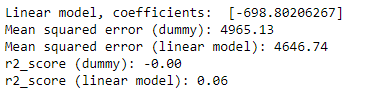 Linear model, coefficients:  [-698.80206267]
Mean squared error (dummy): 4965.13
Mean squared error (linear model): 4646.74
r2_score (dummy): -0.00
r2_score (linear model): 0.06